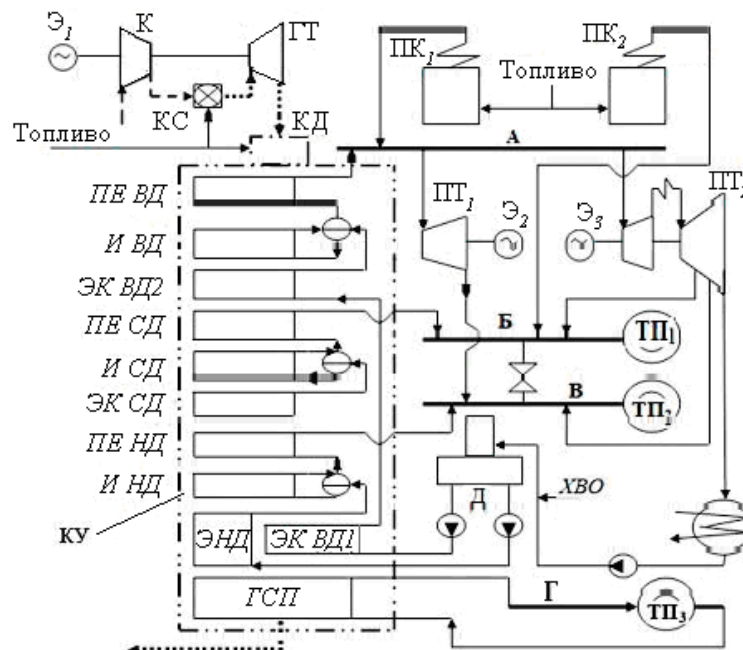 Э₁
К
ГТ
ПК₁
ПК₂
Топливо
КС
КД
Топливо
А
ПЕ ВД
ПТ₁
Э₂
Э₃
И ВД
ЭК ВД2
ПЕ СД
Б
ТП₁
И СД
В
ЭК СД
ТП₂
ПЕ НД
И НД
Д
ХВО
КУ
ЭНД
ЭК ВД1
ГСП
Г
ТП₃